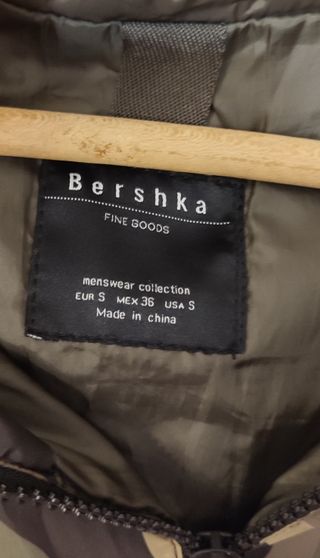 Bershka
FINE GOODS
menswear collection
EUR S MEX 36 USA S
Made in china